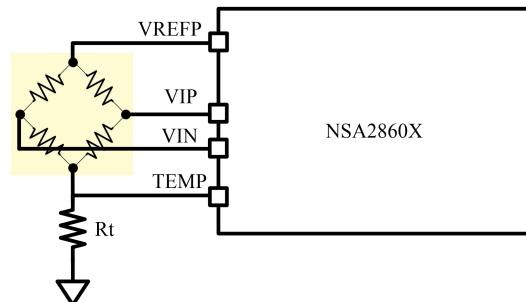 VREFP
VIP
NSA2860X
VIN
TEMP
Rt